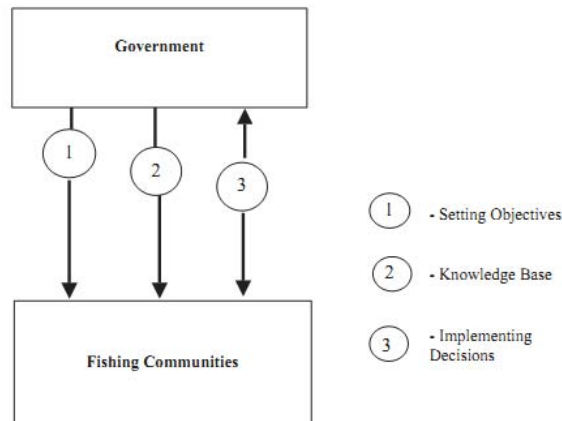 Government
1
2
3
1 - Setting Objectives
2 - Knowledge Base
3 - Implementing
Decisions
Fishing Communities